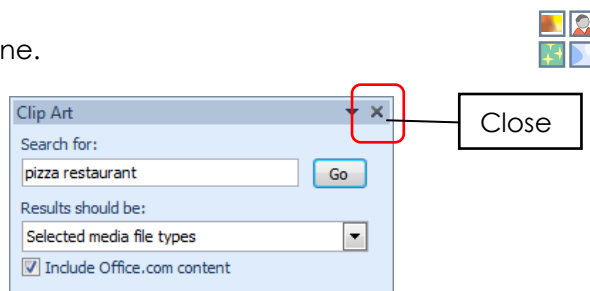 ne.
Clip Art
Close
Search for:
pizza restaurant
Go
Results should be:
Selected media file types
Include Office.com content